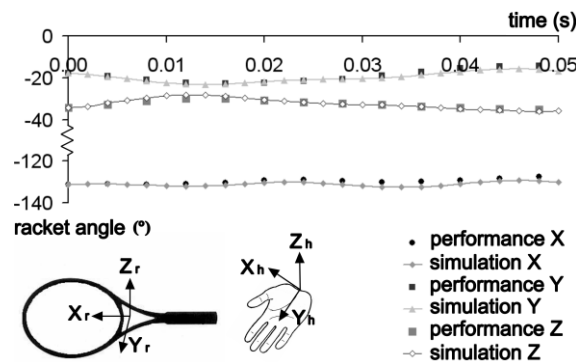 time (s)
0
0.00 0.01 0.02 0.03 0.04 0.05
-20
-40
-120
-140
racket angle (°)
performance X
simulation X
performance Y
simulation Y
performance Z
simulation Z
Zr
Xr
Yr
Zh
Xh
Yh